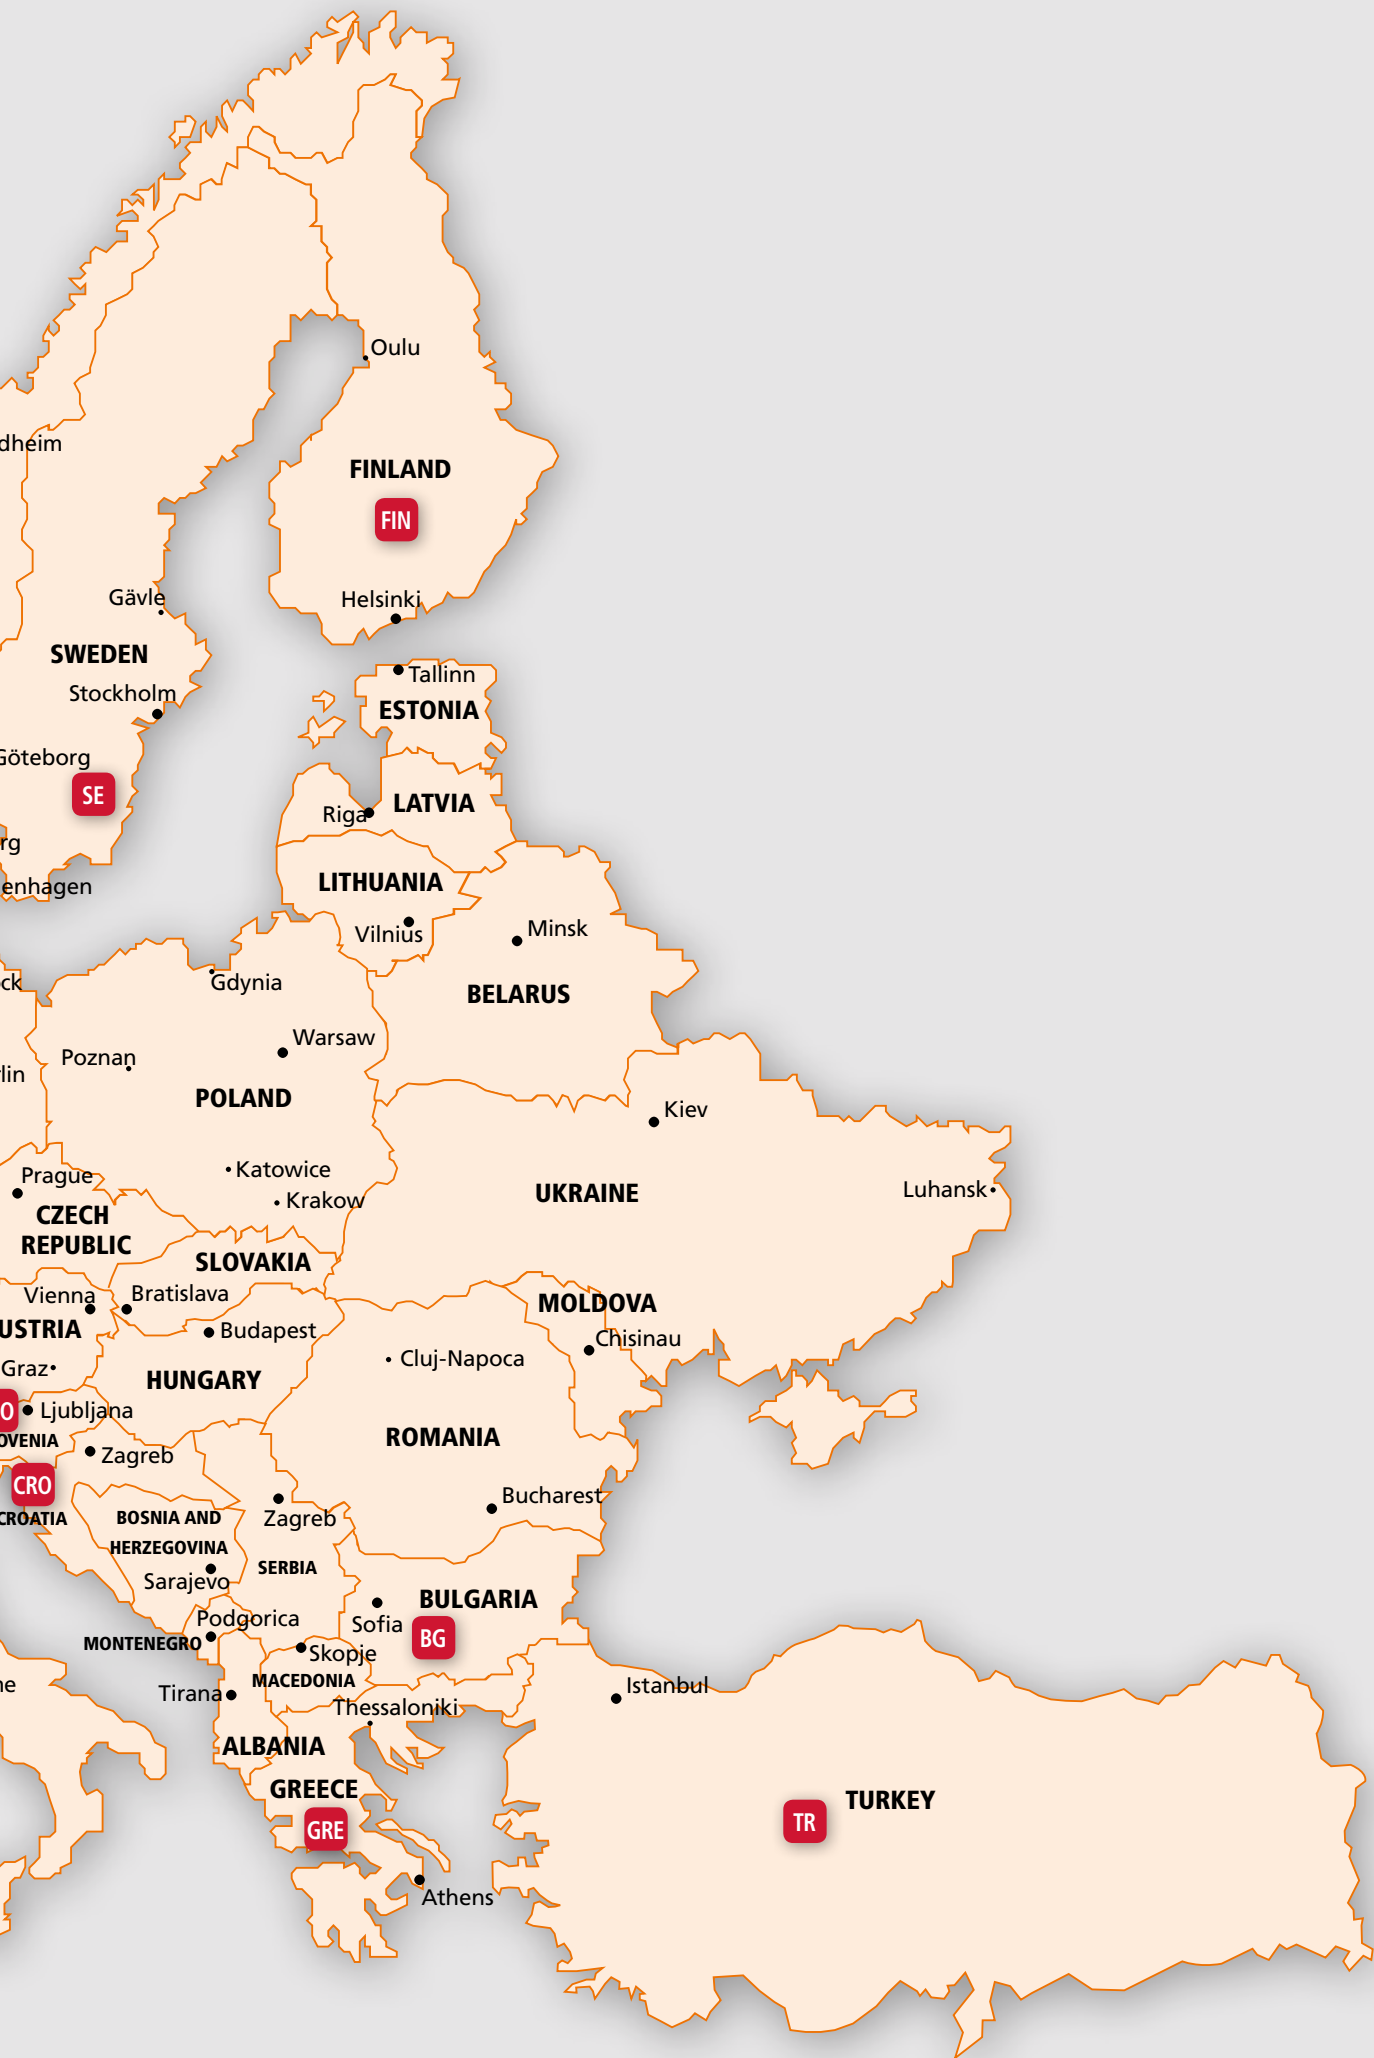 Oulu
dheim
FINLAND
FIN
Gävle
Helsinki
SWEDEN
Tallinn
Stockholm
ESTONIA
Göteborg
SE
LATVIA
Riga
rg
LITHUANIA
enhagen
Vilnius
Minsk
ck
Gdynia
BELARUS
Warsaw
Poznan
lin
POLAND
Kiev
Katowice
Prague
Krakow
UKRAINE
Luhansk
CZECH
REPUBLIC
SLOVAKIA
Vienna
Bratislava
MOLDOVA
USTRIA
Budapest
Chisinau
Graz
Cluj-Napoca
HUNGARY
O
Ljubljana
OVENIA
ROMANIA
Zagreb
CRO
Bucharest
CROATIA
BOSNIA AND
Zagreb
HERZEGOVINA
SERBIA
Sarajevo
BULGARIA
Podgorica
Sofia
BG
MONTENEGRO
Skopje
ne
MACEDONIA
Istanbul
Tirana
Thessaloniki
ALBANIA
GREECE
TURKEY
GRE
TR
Athens